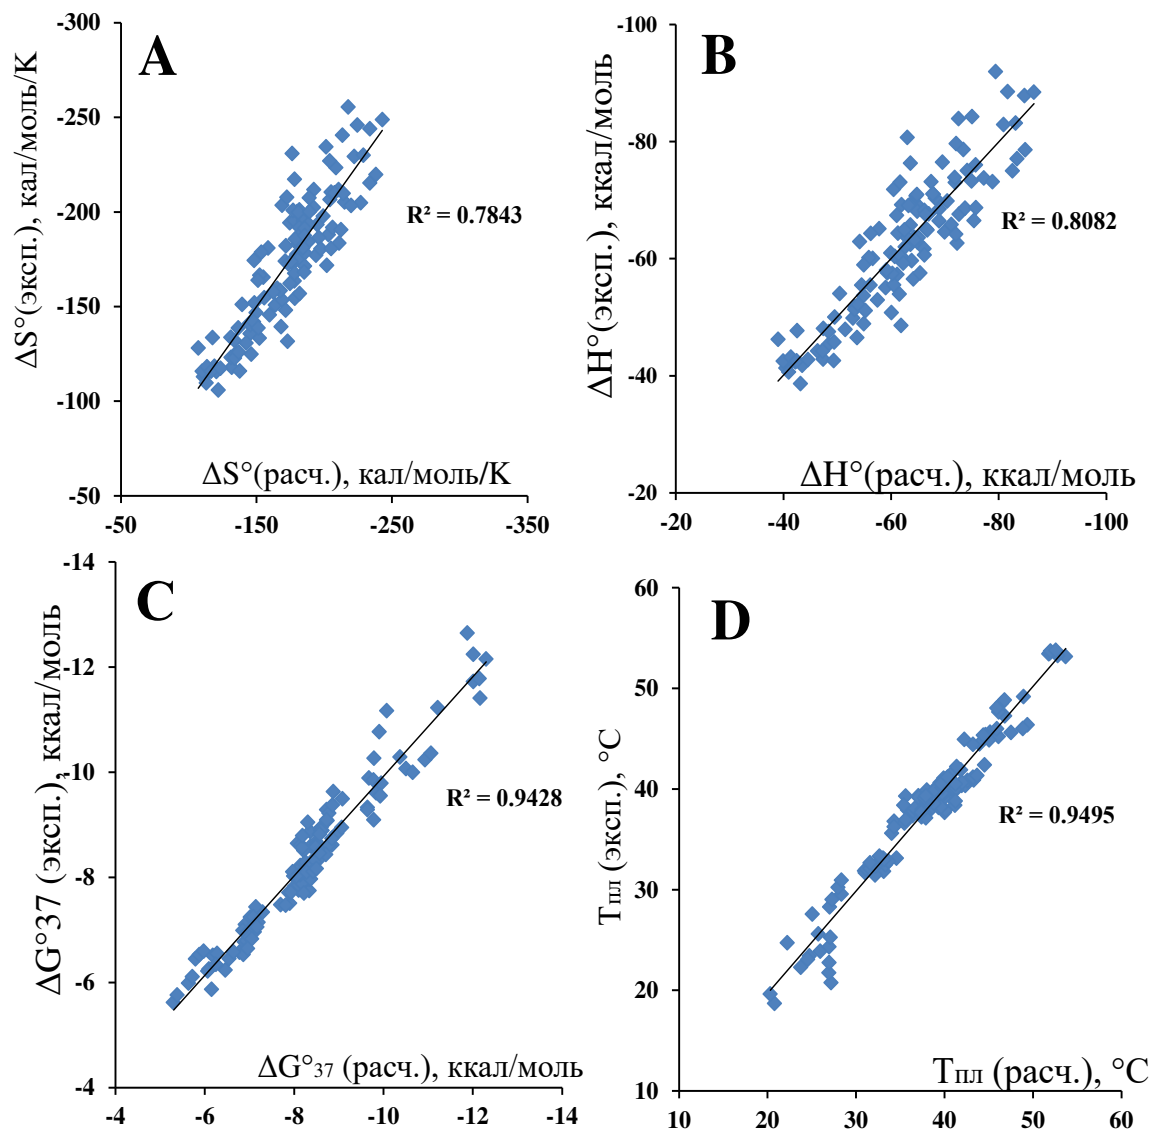 A
-300
-250
-200
-150
-100
-50
-50
-150
-250
-350
ΔS°(эксп.), кал/моль/K
ΔS°(расч.), кал/моль/K
R² = 0.7843
B
-100
-80
-60
-40
-20
-20
-40
-60
-80
-100
ΔH°(эксп.), ккал/моль
ΔH°(расч.), ккал/моль
R² = 0.8082
C
-14
-12
-10
-8
-6
-4
-4
-6
-8
-10
-12
-14
ΔG°37 (эксп.), ккал/моль
ΔG°37 (расч.), ккал/моль
R² = 0.9428
D
60
50
40
30
20
10
10
20
30
40
50
60
Tпл (эксп.), °C
Tпл (расч.), °C
R² = 0.9495